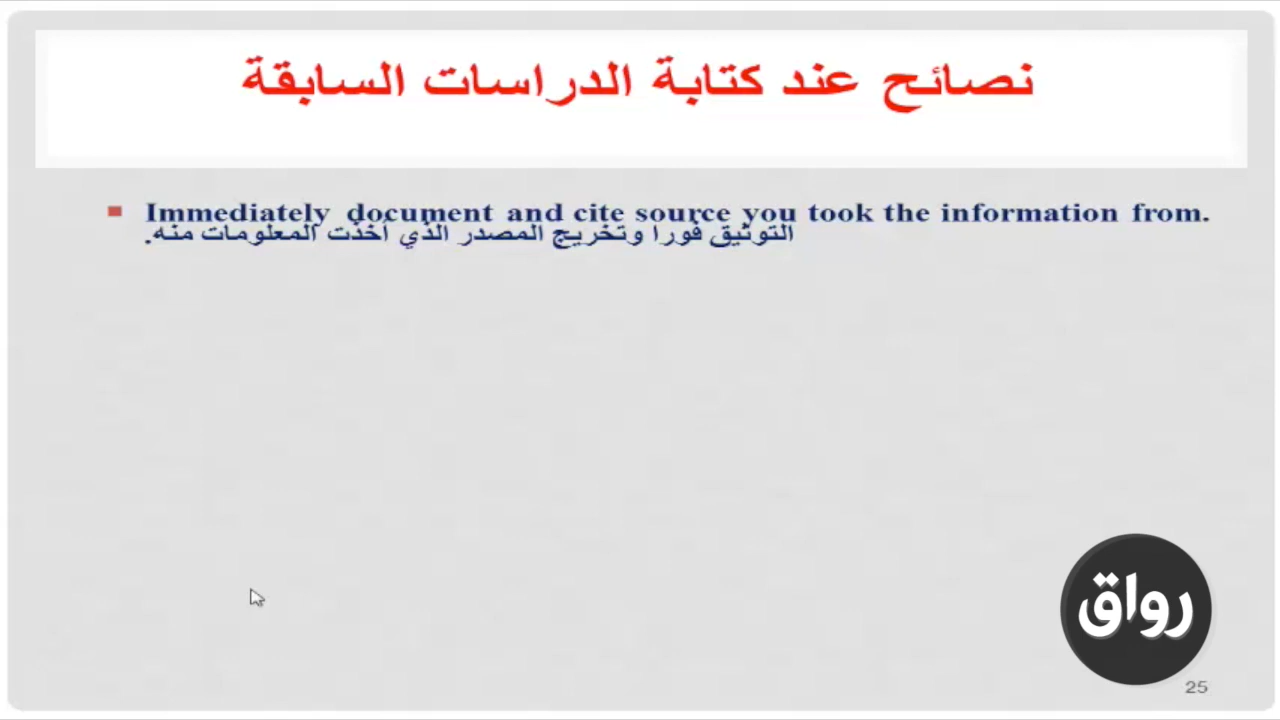 نصائح عند كتابة الدراسات السابقة
Immediately document and cite source you took the information from.
التوثيق فورا وتخريج المصدر الذي أخذت المعلومات منه.
رواق
25